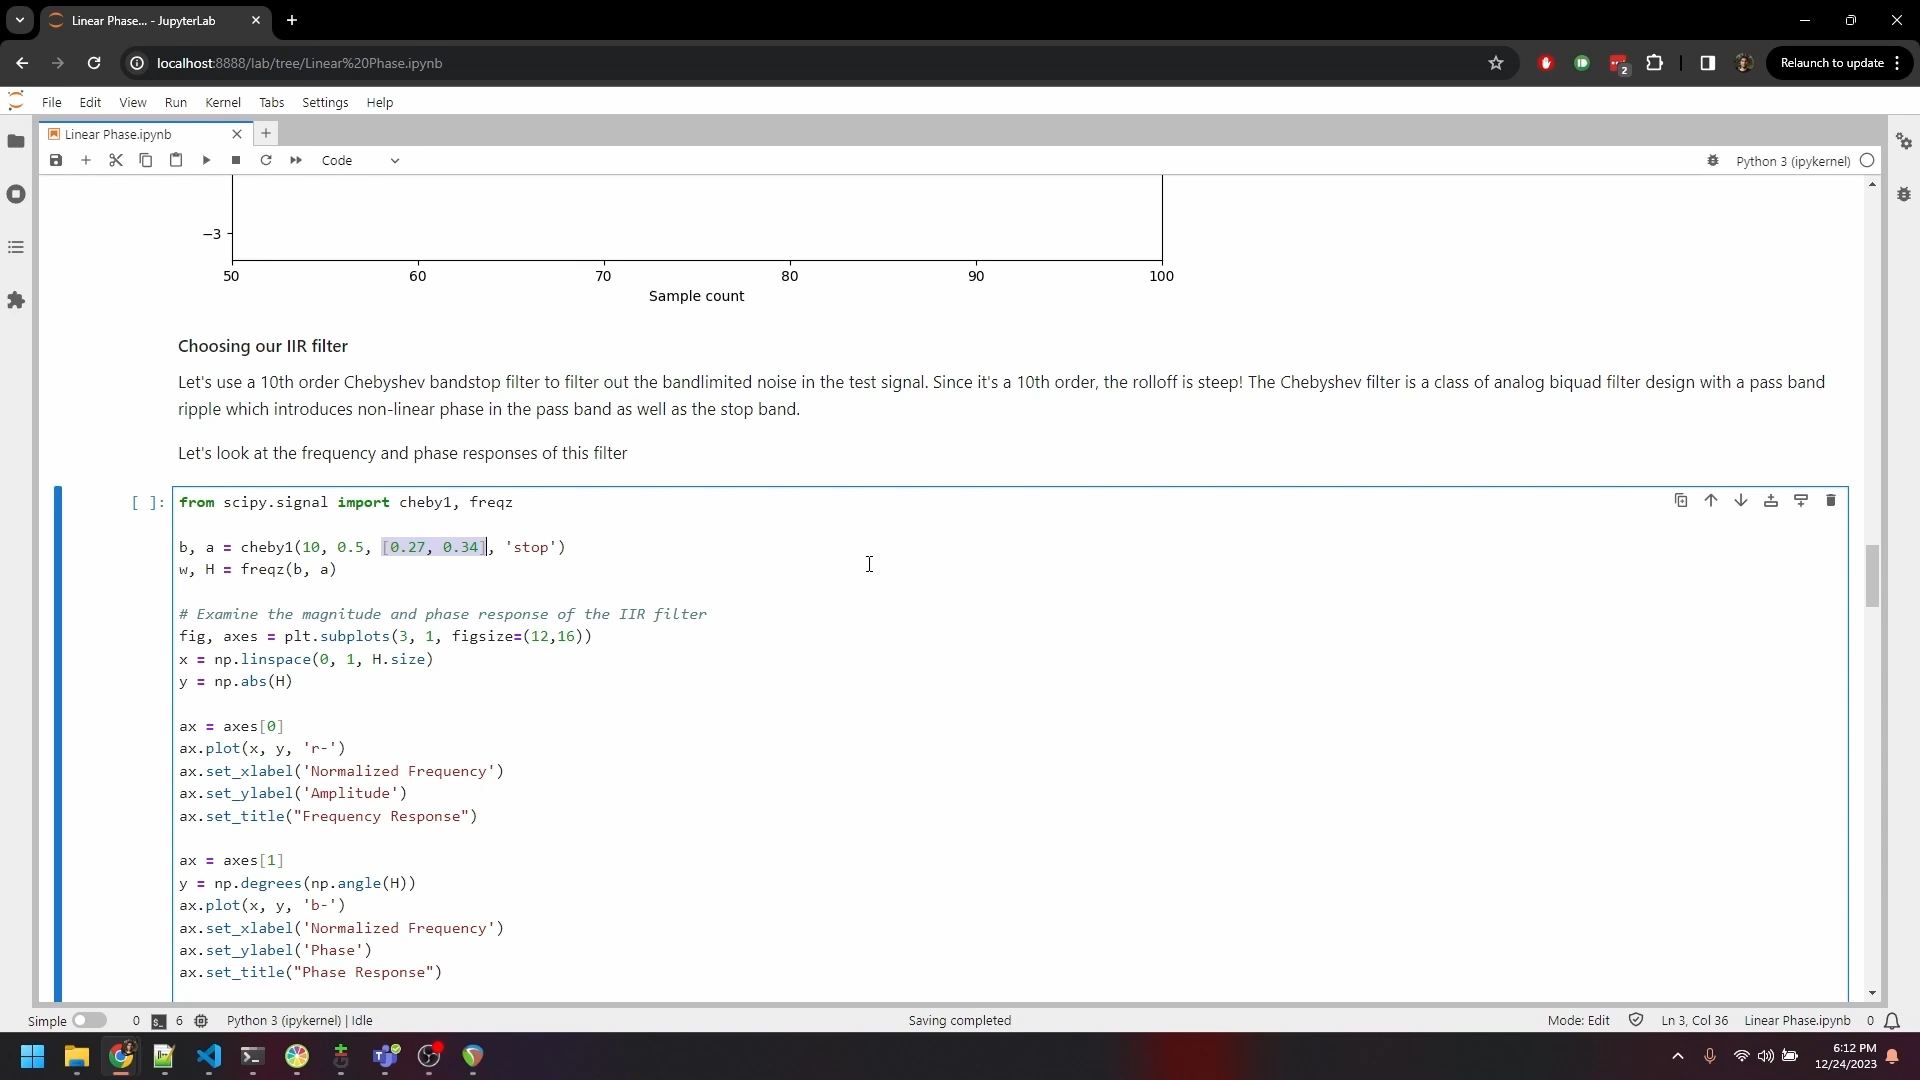 Linear Phase... - JupyterLab
localhost:8888/lab/tree/Linear%20Phase.ipynb
2
Relaunch to update
File Edit View Run Kernel Tabs Settings Help
Linear Phase.ipynb
Code
Python 3 (ipykernel)
−3
50 60 70 80 90 100
Sample count
Choosing our IIR filter
Let's use a 10th order Chebyshev bandstop filter to filter out the bandlimited noise in the test signal. Since it's a 10th order, the rolloff is steep! The Chebyshev filter is a class of analog biquad filter design with a pass band
ripple which introduces non-linear phase in the pass band as well as the stop band.
Let's look at the frequency and phase responses of this filter
[ ]:
from scipy.signal import cheby1, freqz
b, a = cheby1(10, 0.5, [0.27, 0.34], 'stop')
w, H = freqz(b, a)
# Examine the magnitude and phase response of the IIR filter
fig, axes = plt.subplots(3, 1, figsize=(12,16))
x = np.linspace(0, 1, H.size)
y = np.abs(H)
ax = axes[0]
ax.plot(x, y, 'r-')
ax.set_xlabel('Normalized Frequency')
ax.set_ylabel('Amplitude')
ax.set_title("Frequency Response")
ax = axes[1]
y = np.degrees(np.angle(H))
ax.plot(x, y, 'b-')
ax.set_xlabel('Normalized Frequency')
ax.set_ylabel('Phase')
ax.set_title("Phase Response")
Simple 0 6 Python 3 (ipykernel) | Idle Saving completed Mode: Edit Ln 3, Col 36 Linear Phase.ipynb 0
6:12 PM
12/24/2023